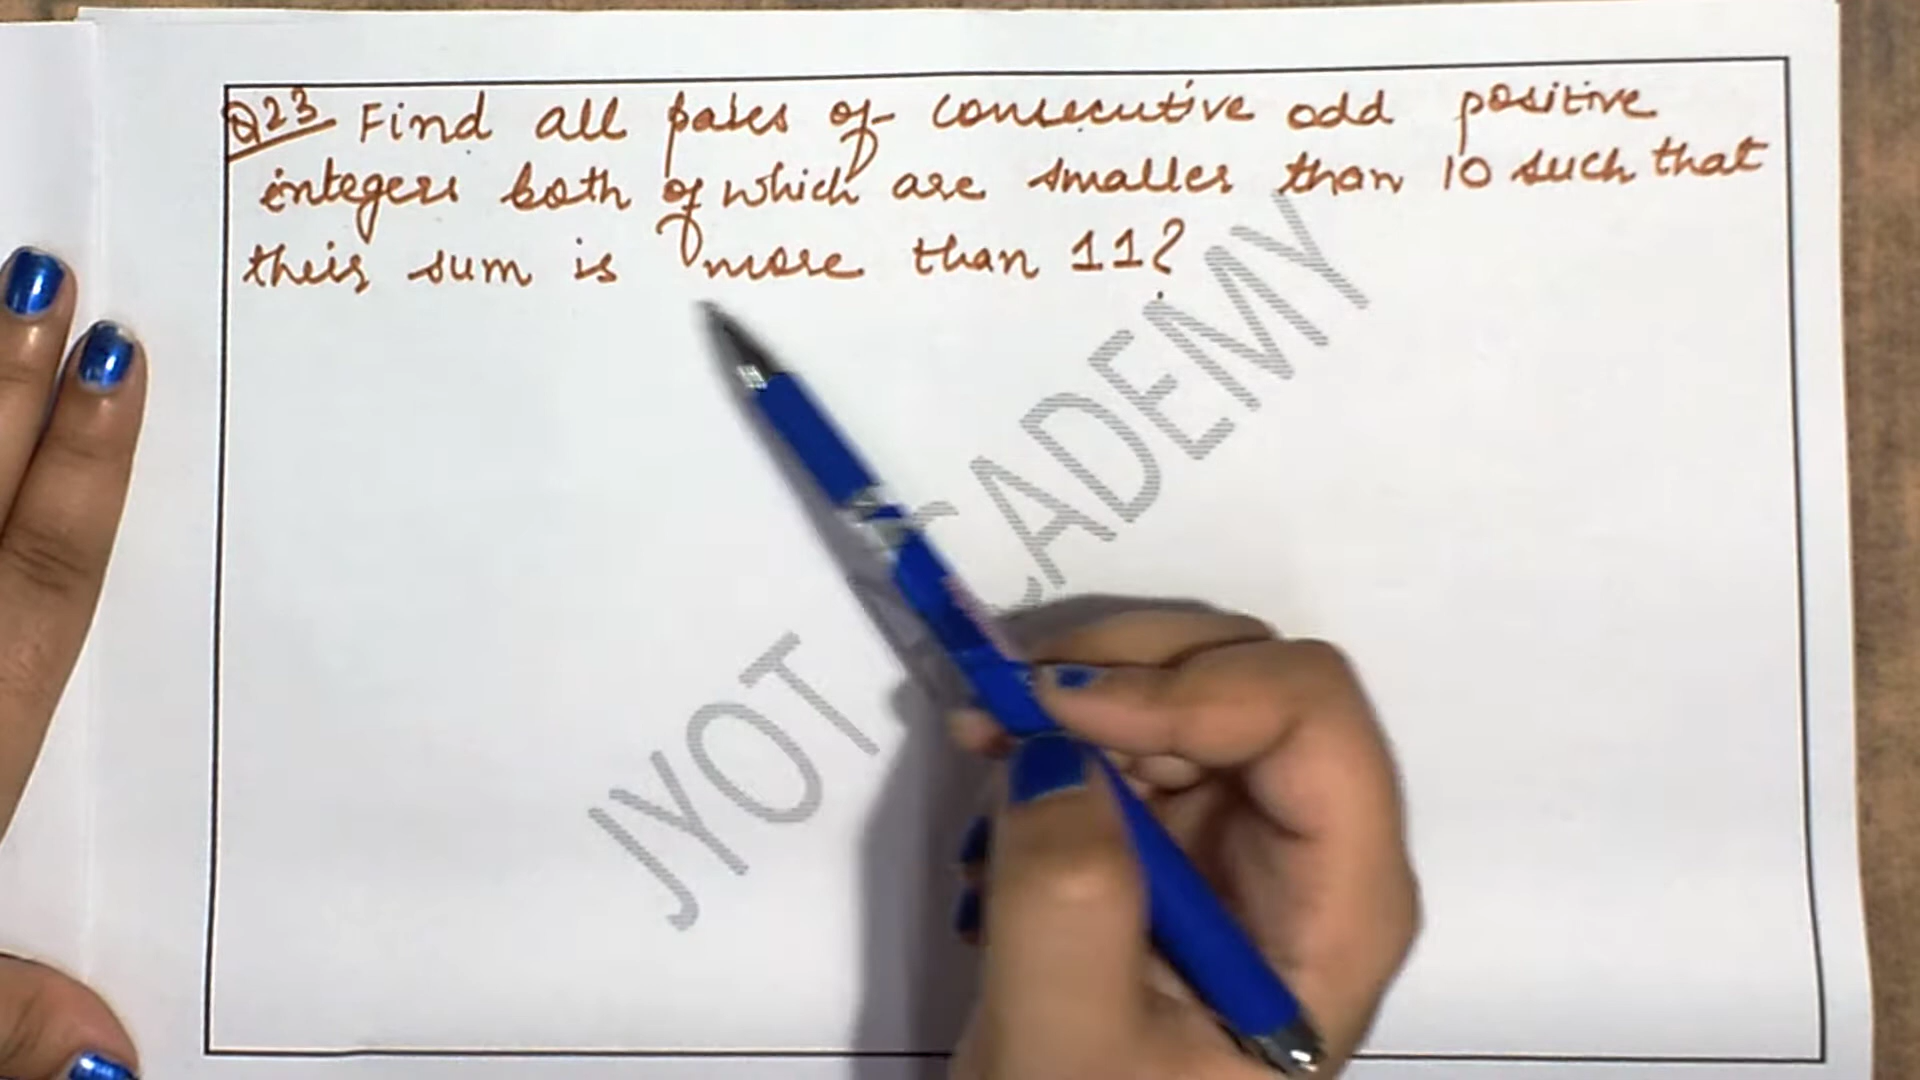 Q23 Find all pairs of consecutive odd positive
integers both of which are smaller than 10 such that
their sum is more than 11?
JYOTI ACADEMY